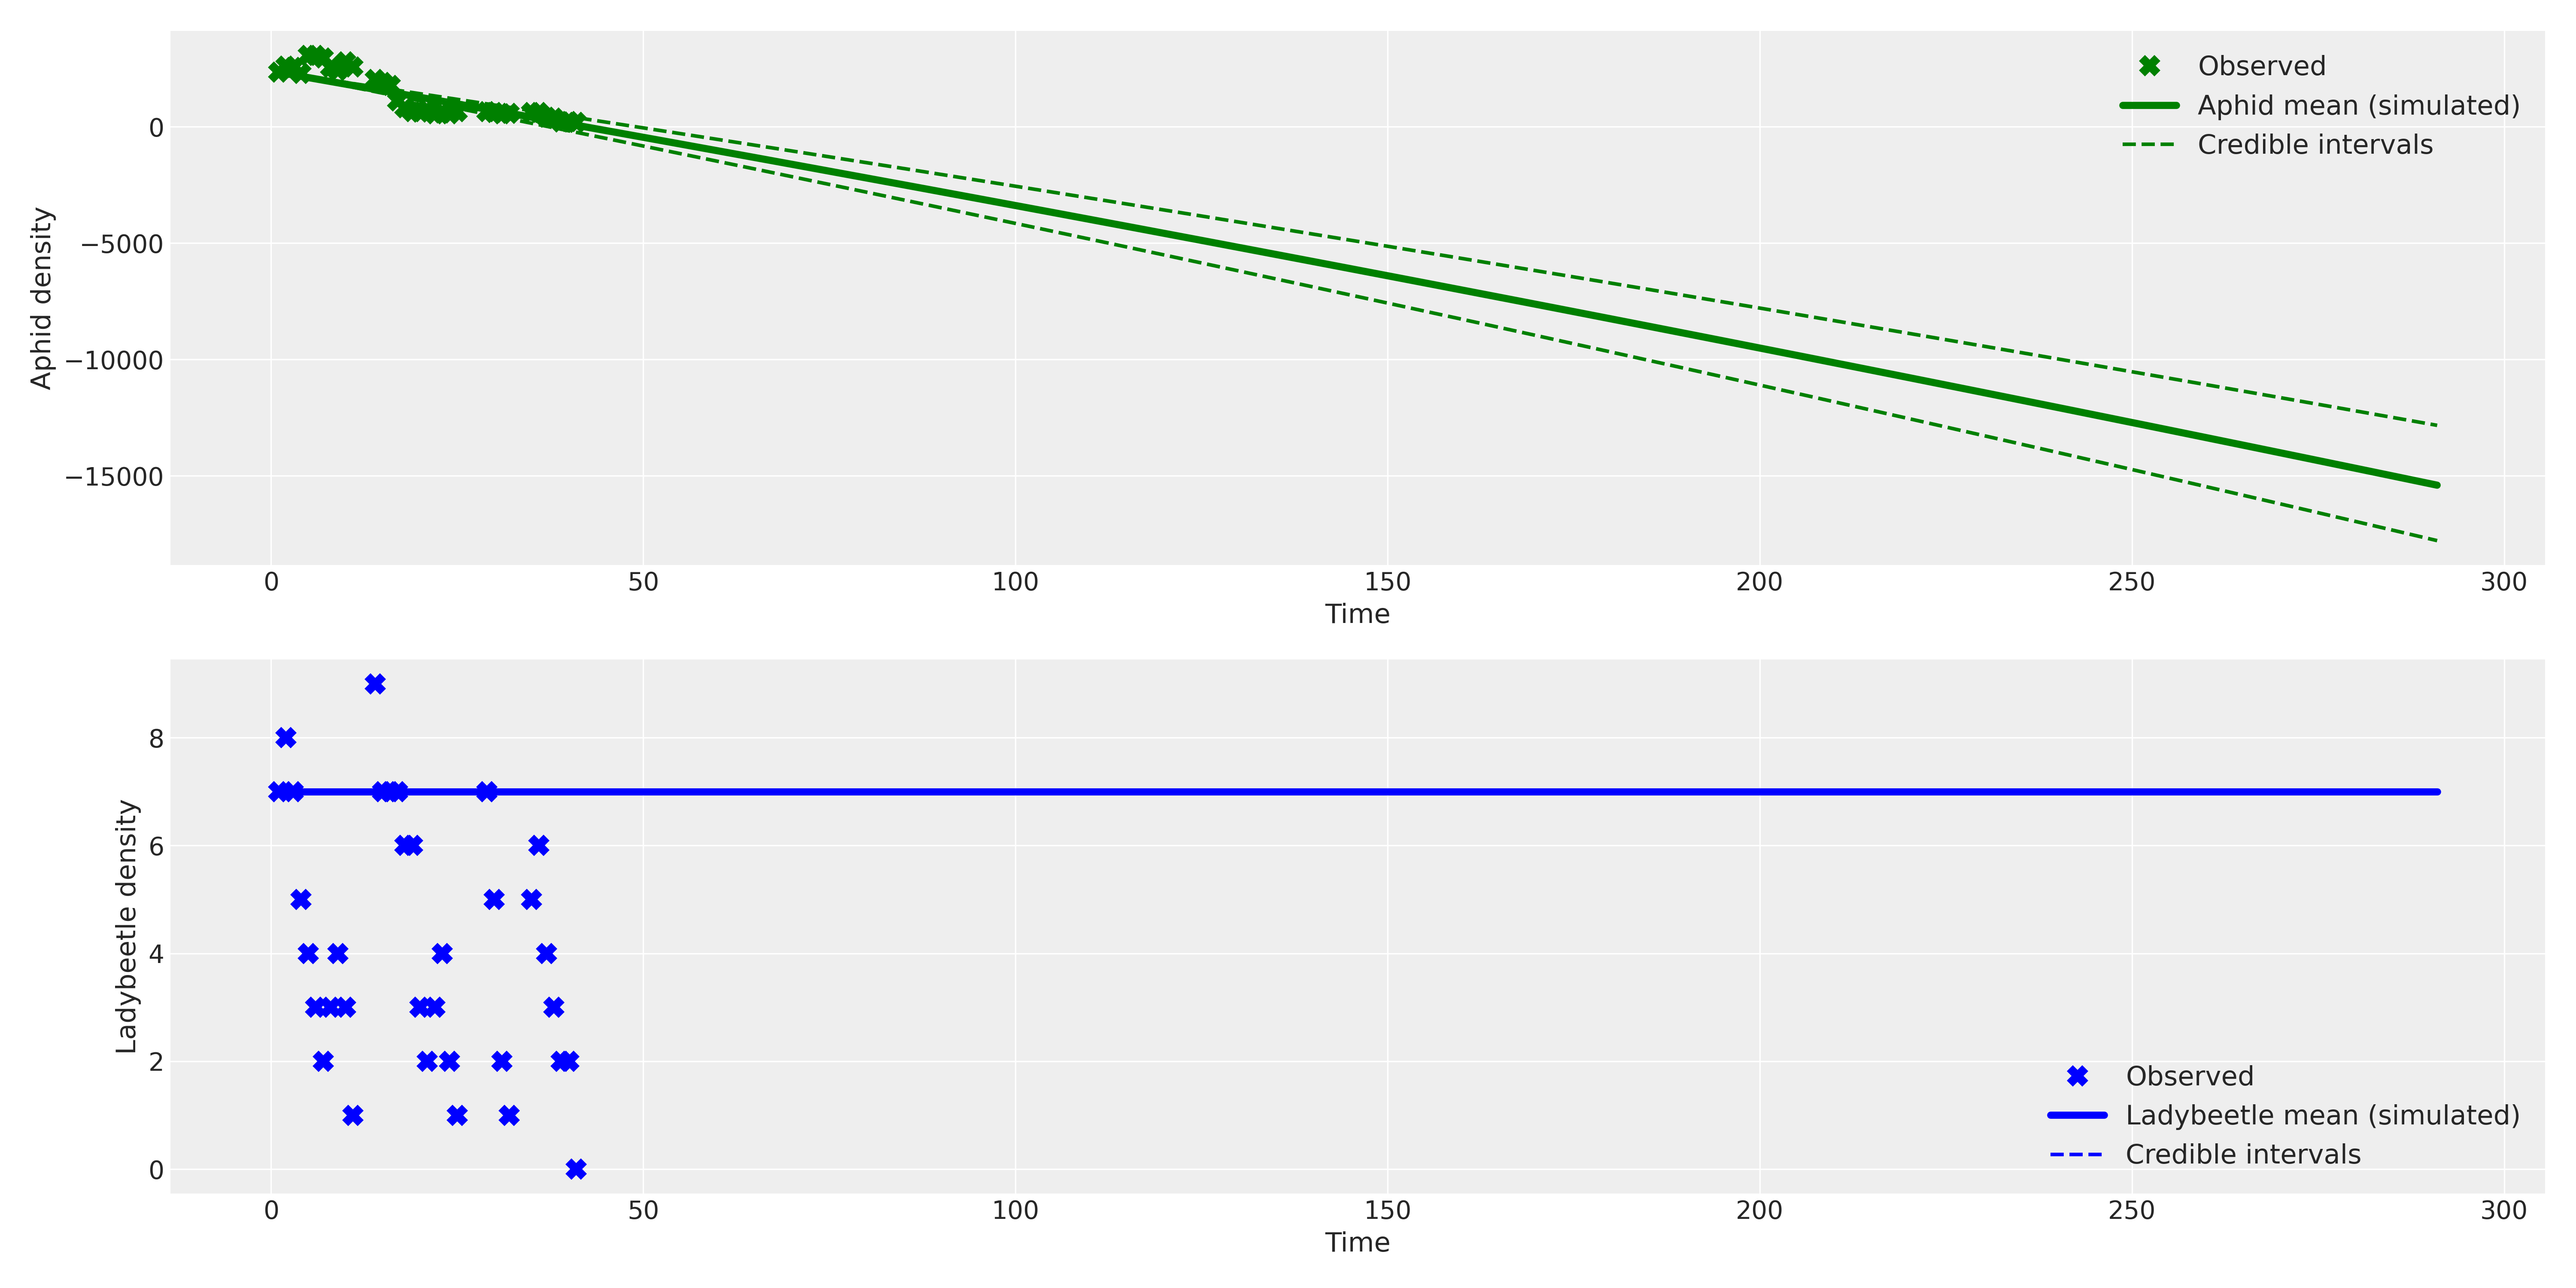 Observed
Aphid mean (simulated)
Credible intervals
Aphid density
0
−5000
−10000
−15000
0 50 100 150 200 250 300
Time
Observed
Ladybeetle mean (simulated)
Credible intervals
Ladybeetle density
8
6
4
2
0
0 50 100 150 200 250 300
Time